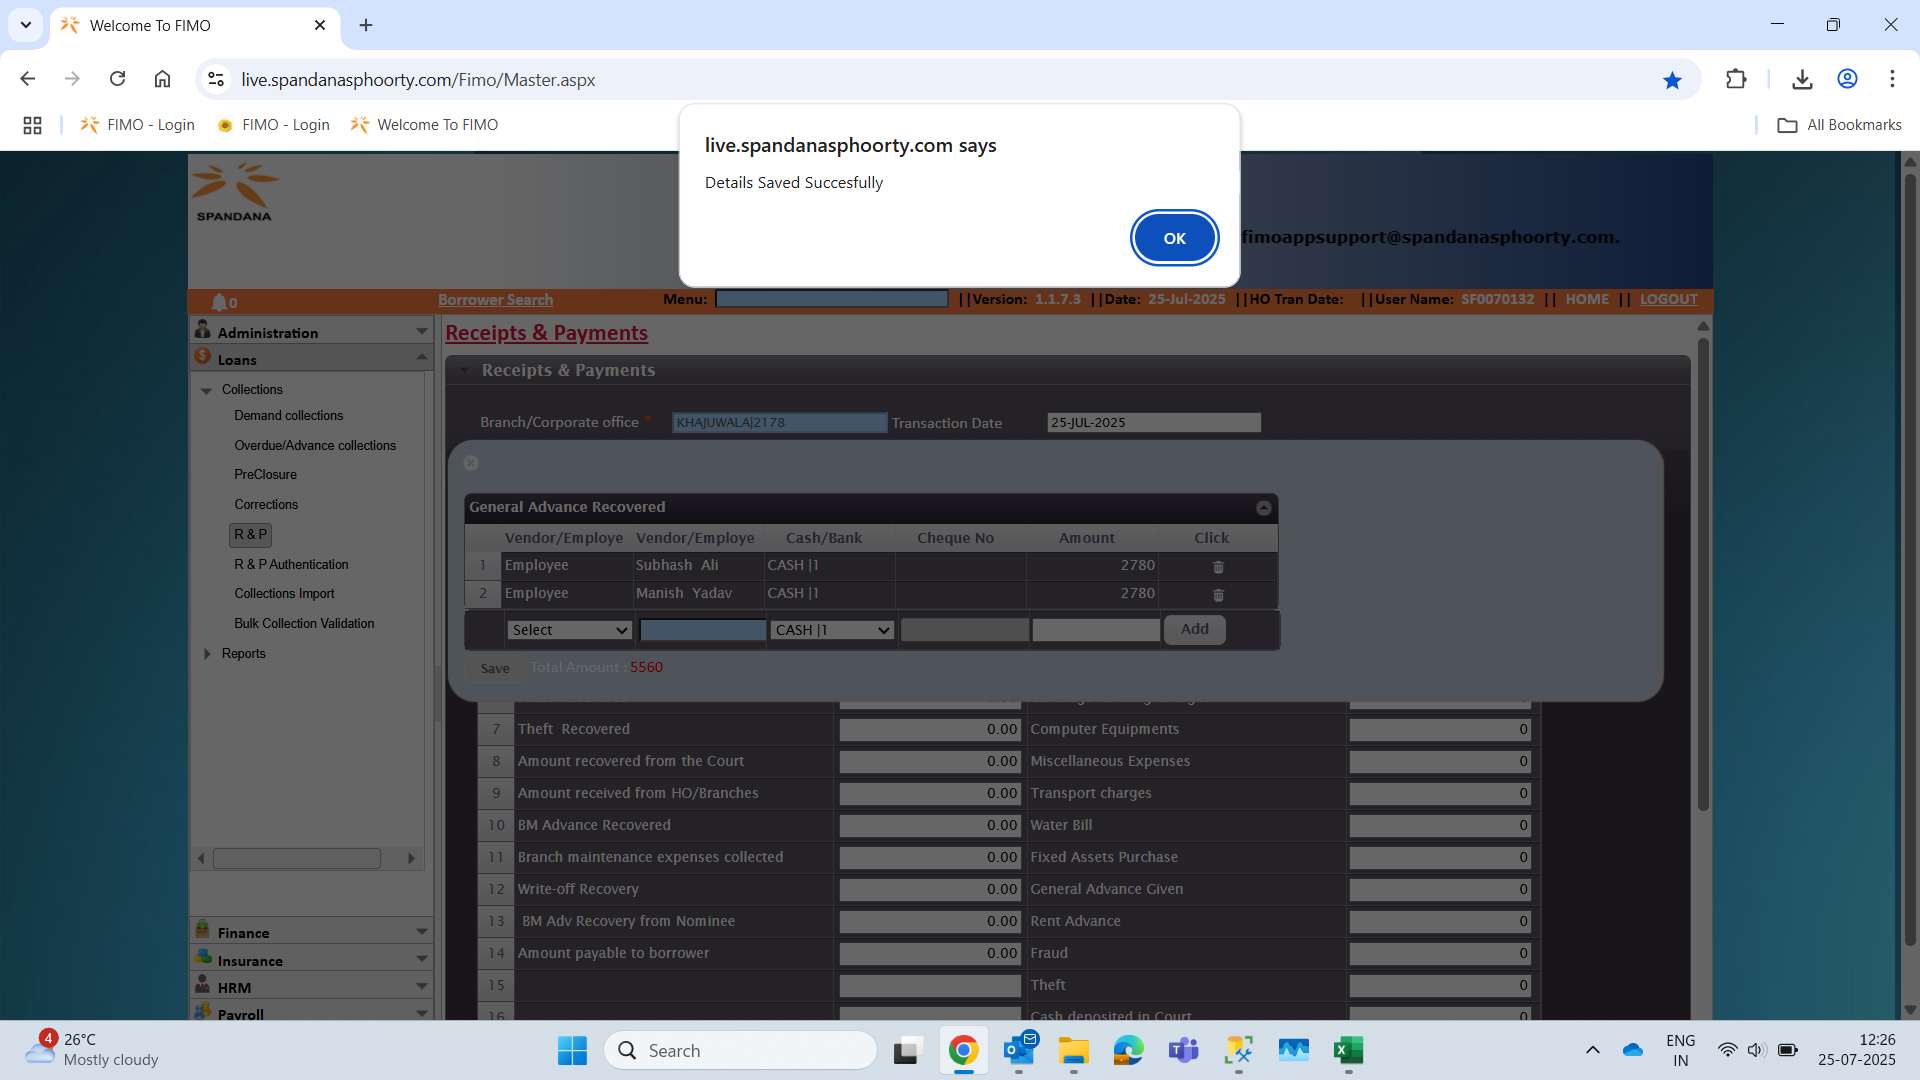 Welcome To FIMO
live.spandanasphoorty.com/Fimo/Master.aspx
FIMO - Login
FIMO - Login
Welcome To FIMO
All Bookmarks
live.spandanasphoorty.com says
Details Saved Succesfully
OK
SPANDANA
fimoappsupport@spandanasphoorty.com.
0
Borrower Search
Menu:
||Version: 1.1.7.3 ||Date: 25-Jul-2025 ||HO Tran Date: ||User Name: SF0070132 || HOME || LOGOUT
Administration
Loans
Collections
Demand collections
Overdue/Advance collections
PreClosure
Corrections
R & P
R & P Authentication
Collections Import
Bulk Collection Validation
Reports
Finance
Insurance
HRM
Payroll
Receipts & Payments
Receipts & Payments
Branch/Corporate office * KHAJUWALA|2178 Transaction Date 25-JUL-2025
General Advance Recovered
Vendor/Employe Vendor/Employe Cash/Bank Cheque No Amount Click
1 Employee Subhash Ali CASH |1 2780
2 Employee Manish Yadav CASH |1 2780
Select CASH |1 Add
Save Total Amount : 5560
7 Theft Recovered 0.00 Computer Equipments 0
8 Amount recovered from the Court 0.00 Miscellaneous Expenses 0
9 Amount received from HO/Branches 0.00 Transport charges 0
10 BM Advance Recovered 0.00 Water Bill 0
11 Branch maintenance expenses collected 0.00 Fixed Assets Purchase 0
12 Write-off Recovery 0.00 General Advance Given 0
13 BM Adv Recovery from Nominee 0.00 Rent Advance 0
14 Amount payable to borrower 0.00 Fraud 0
15 Theft 0
16 Cash deposited in Court 0
4
26°C
Mostly cloudy
Search
ENG
IN
12:26
25-07-2025